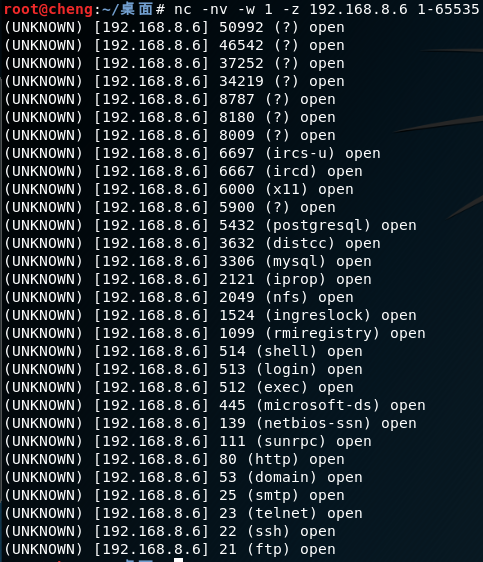 root@cheng:~/桌面# nc -nv -w 1 -z 192.168.8.6 1-65535
(UNKNOWN) [192.168.8.6] 50992 (?) open
(UNKNOWN) [192.168.8.6] 46542 (?) open
(UNKNOWN) [192.168.8.6] 37252 (?) open
(UNKNOWN) [192.168.8.6] 34219 (?) open
(UNKNOWN) [192.168.8.6] 8787 (?) open
(UNKNOWN) [192.168.8.6] 8180 (?) open
(UNKNOWN) [192.168.8.6] 8009 (?) open
(UNKNOWN) [192.168.8.6] 6697 (ircs-u) open
(UNKNOWN) [192.168.8.6] 6667 (ircd) open
(UNKNOWN) [192.168.8.6] 6000 (x11) open
(UNKNOWN) [192.168.8.6] 5900 (?) open
(UNKNOWN) [192.168.8.6] 5432 (postgresql) open
(UNKNOWN) [192.168.8.6] 3632 (distcc) open
(UNKNOWN) [192.168.8.6] 3306 (mysql) open
(UNKNOWN) [192.168.8.6] 2121 (iprop) open
(UNKNOWN) [192.168.8.6] 2049 (nfs) open
(UNKNOWN) [192.168.8.6] 1524 (ingreslock) open
(UNKNOWN) [192.168.8.6] 1099 (rmiregistry) open
(UNKNOWN) [192.168.8.6] 514 (shell) open
(UNKNOWN) [192.168.8.6] 513 (login) open
(UNKNOWN) [192.168.8.6] 512 (exec) open
(UNKNOWN) [192.168.8.6] 445 (microsoft-ds) open
(UNKNOWN) [192.168.8.6] 139 (netbios-ssn) open
(UNKNOWN) [192.168.8.6] 111 (sunrpc) open
(UNKNOWN) [192.168.8.6] 80 (http) open
(UNKNOWN) [192.168.8.6] 53 (domain) open
(UNKNOWN) [192.168.8.6] 25 (smtp) open
(UNKNOWN) [192.168.8.6] 23 (telnet) open
(UNKNOWN) [192.168.8.6] 22 (ssh) open
(UNKNOWN) [192.168.8.6] 21 (ftp) open